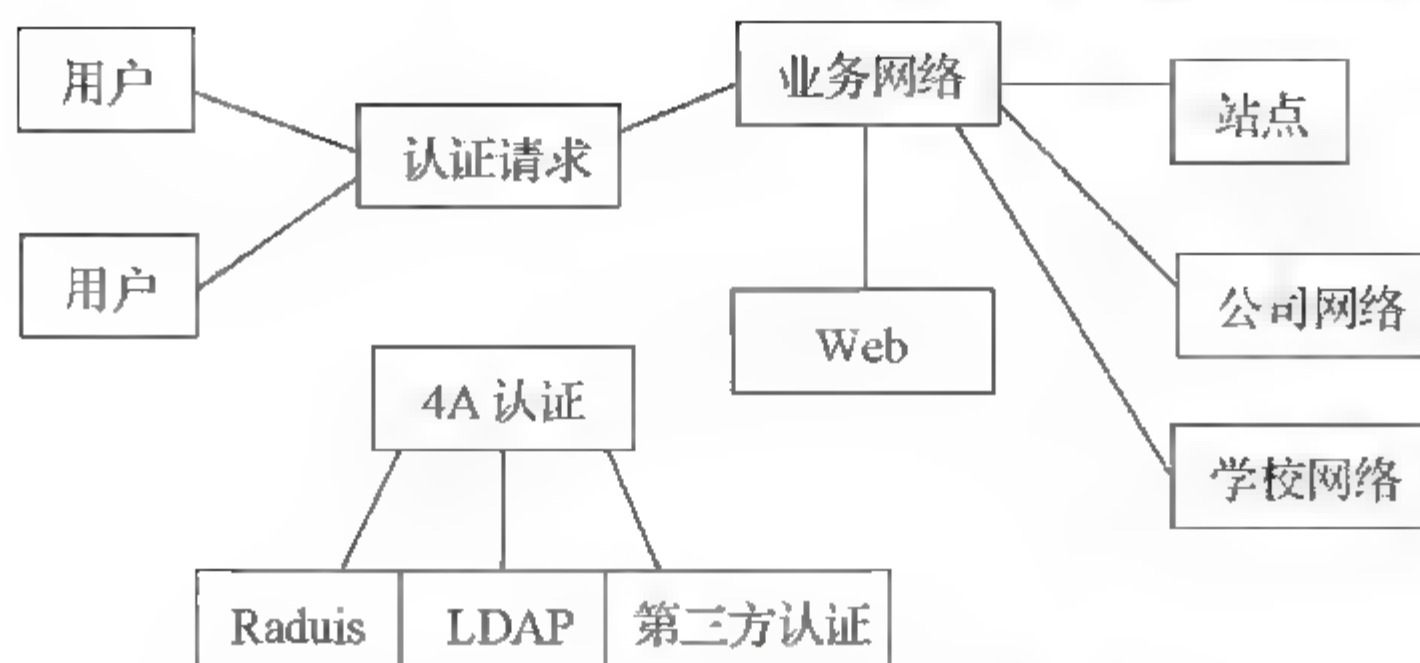 用户
认证请求
业务网络
站点
用户
Web
公司网络
4A 认证
学校网络
Raduis
LDAP
第三方认证